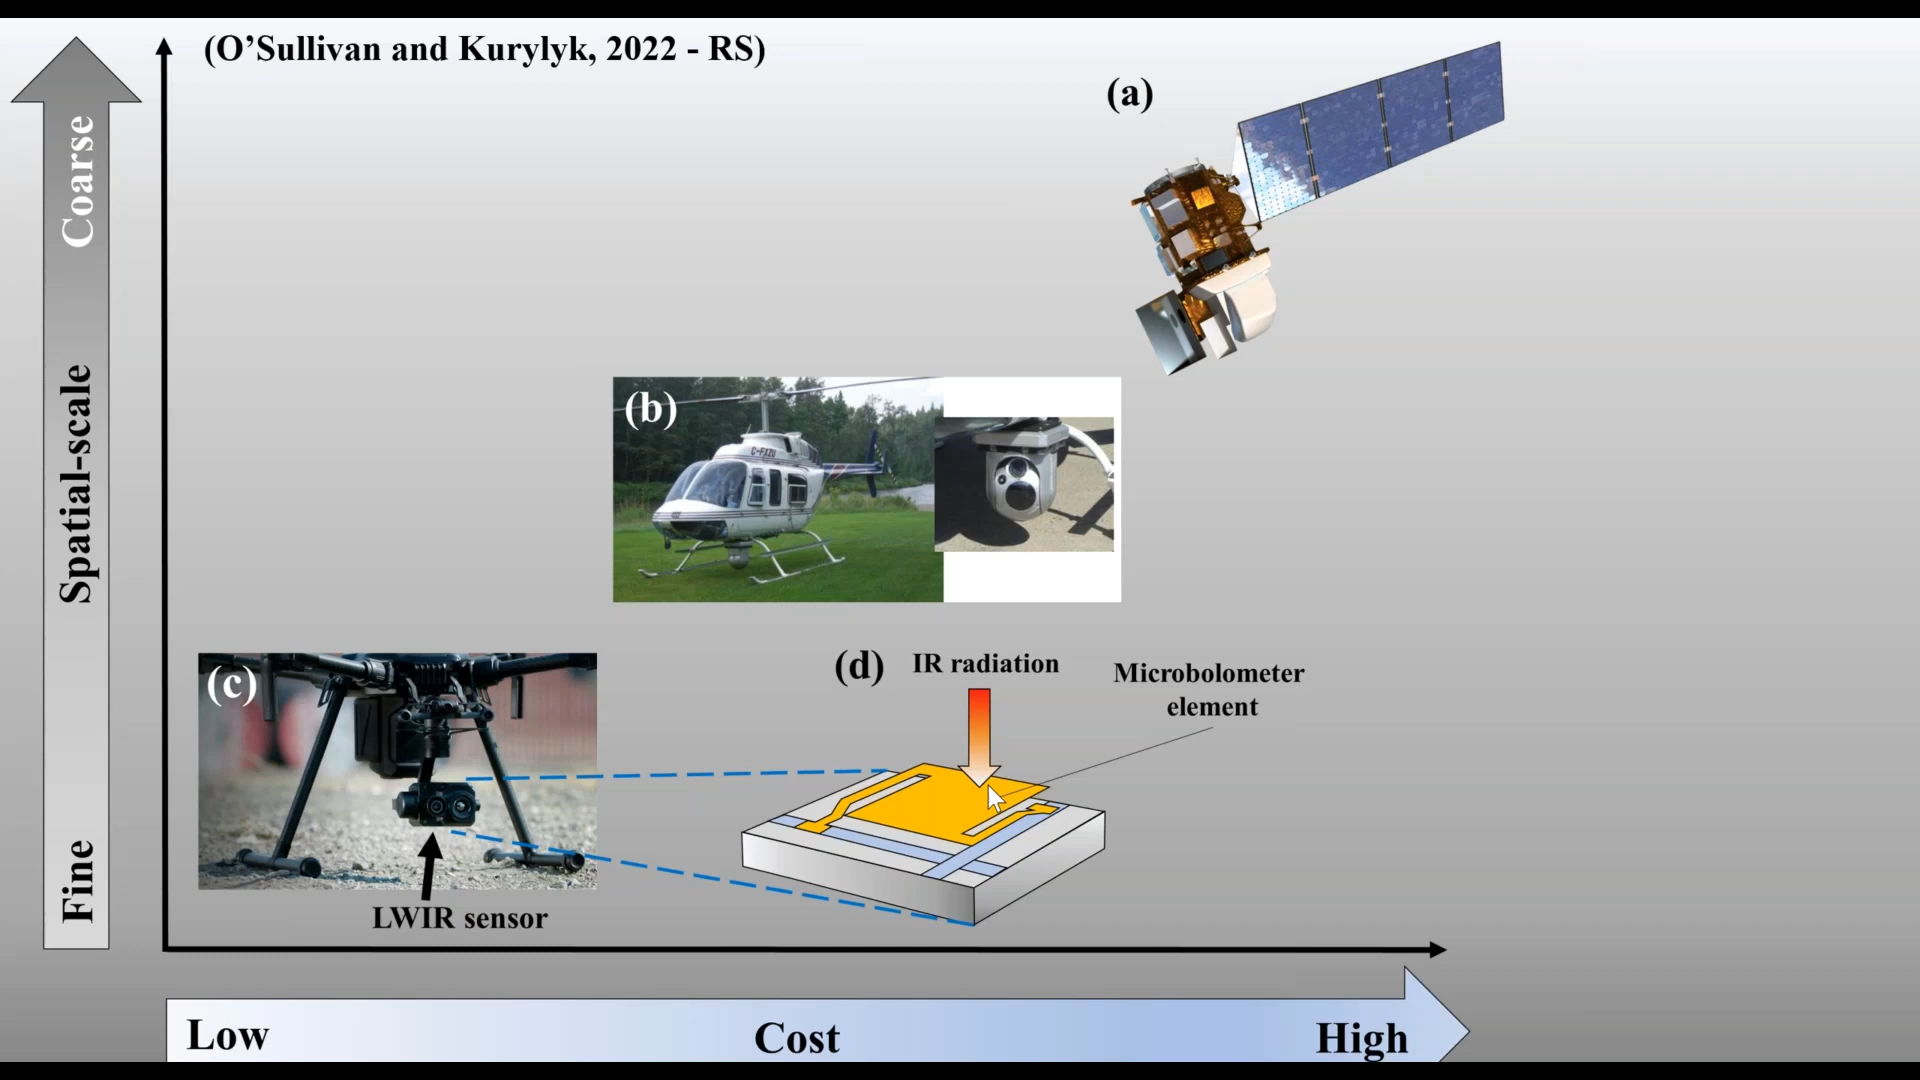 (O’Sullivan and Kurylyk, 2022 - RS)
(a)
Coarse
Spatial-scale
Fine
(b)
C-FXZU
(c)
(d)
IR radiation
Microbolometer
element
LWIR sensor
Low
Cost
High